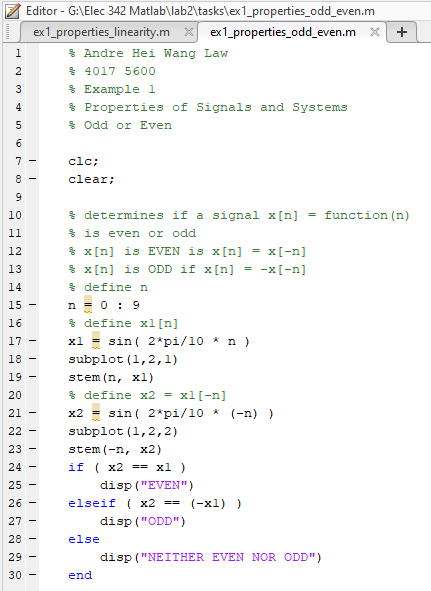 Editor - G:\Elec 342 Matlab\lab2\tasks\ex1_properties_odd_even.m
ex1_properties_linearity.m × ex1_properties_odd_even.m × +
1 % Andre Hei Wang Law
2 % 4017 5600
3 % Example 1
4 % Properties of Signals and Systems
5 % Odd or Even
6
7 – clc;
8 – clear;
9
10 % determines if a signal x[n] = function(n)
11 % is even or odd
12 % x[n] is EVEN is x[n] = x[-n]
13 % x[n] is ODD if x[n] = -x[-n]
14 % define n
15 – n = 0 : 9
16 % define x1[n]
17 – x1 = sin( 2*pi/10 * n )
18 – subplot(1,2,1)
19 – stem(n, x1)
20 % define x2 = x1[-n]
21 – x2 = sin( 2*pi/10 * (-n) )
22 – subplot(1,2,2)
23 – stem(-n, x2)
24 – if ( x2 == x1 )
25 – disp("EVEN")
26 – elseif ( x2 == (-x1) )
27 – disp("ODD")
28 – else
29 – disp("NEITHER EVEN NOR ODD")
30 – end